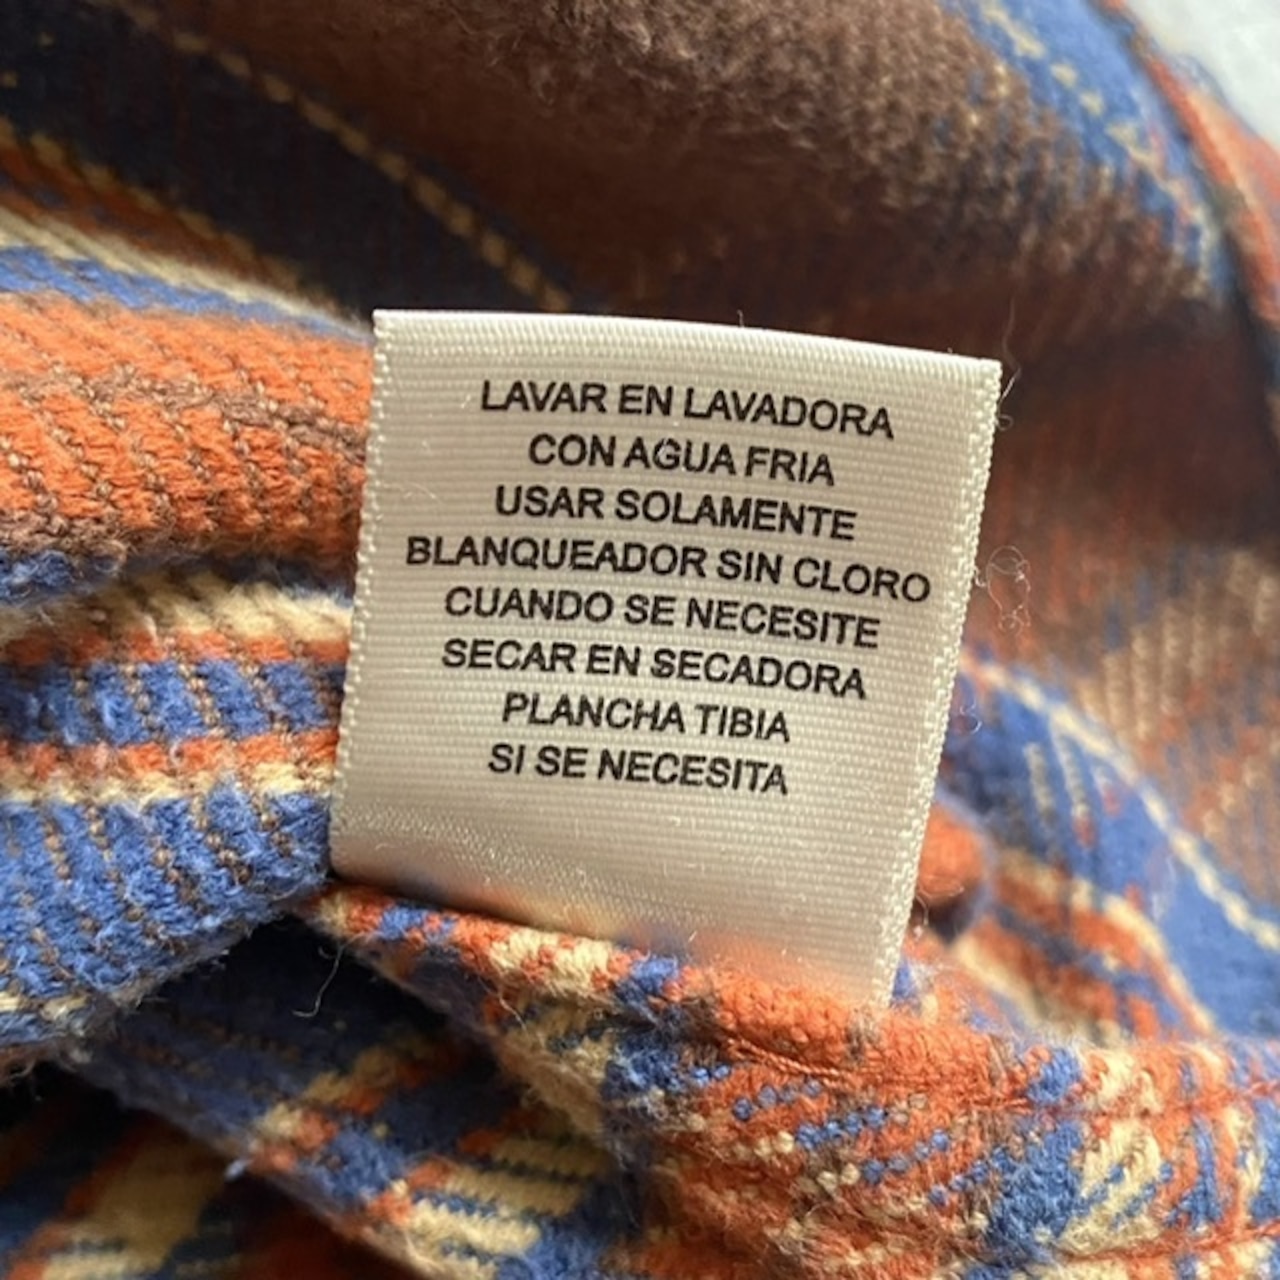 LAVAR EN LAVADORA
CON AGUA FRIA
USAR SOLAMENTE
BLANQUEADOR SIN CLORO
CUANDO SE NECESITE
SECAR EN SECADORA
PLANCHA TIBIA
SI SE NECESITA